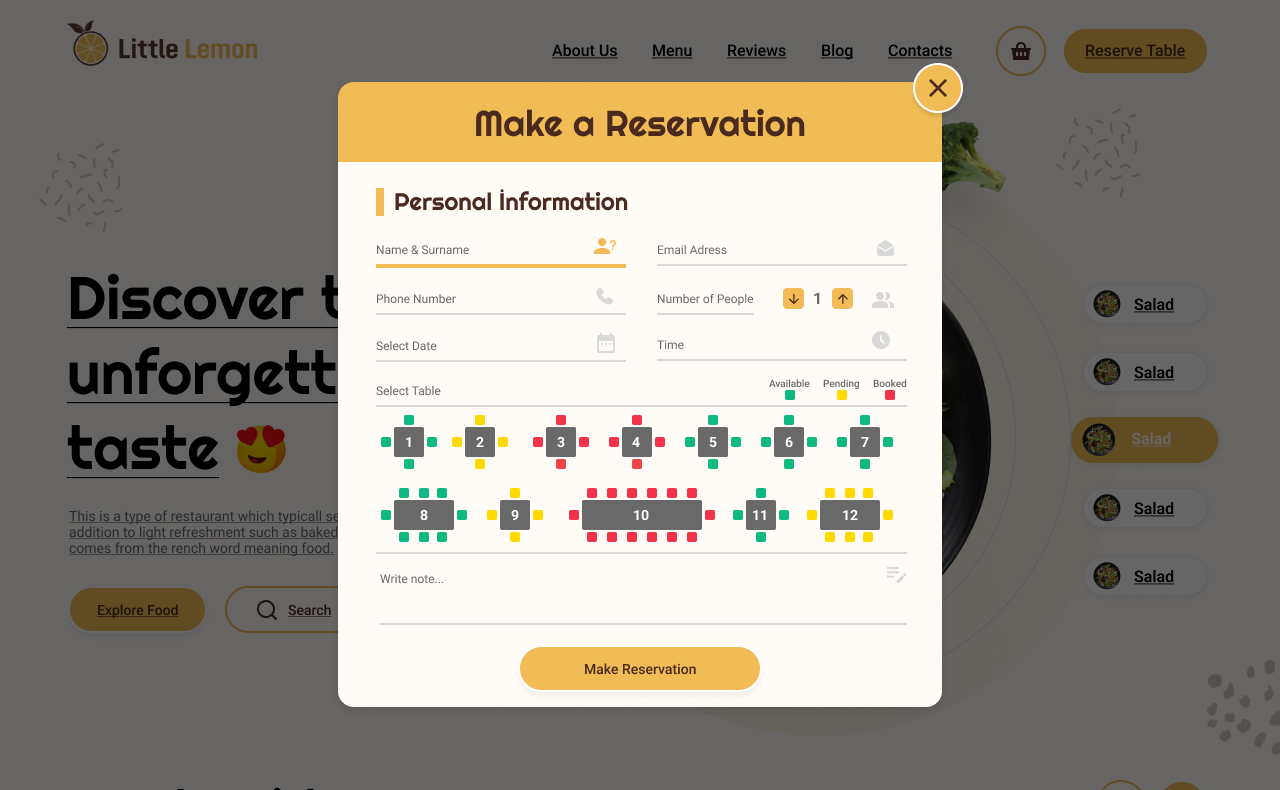 Little Lemon
About Us Menu Reviews Blog Contacts Reserve Table
Make a Reservation
Personal İnformation
Name & Surname
Email Adress
Phone Number
Number of People 1
Select Date
Time
Select Table
Available Pending Booked
1 2 3 4 5 6 7
8 9 10 11 12
Write note...
Make Reservation
Discover
unforgett
taste
This is a type of restaurant which typicall se
addition to light refreshment such as baked
comes from the rench word meaning food.
Explore Food
Search
Salad
Salad
Salad
Salad
Salad